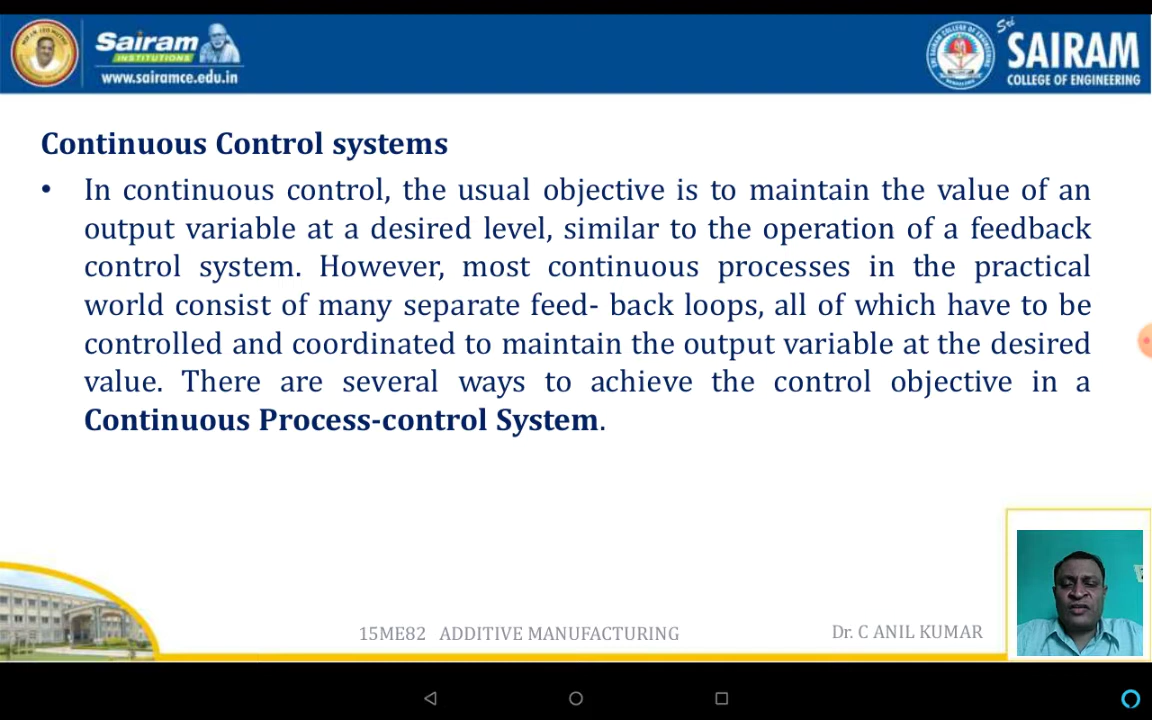 Sairam
INSTITUTIONS
www.sairamce.edu.in
Sri
SAIRAM
COLLEGE OF ENGINEERING
Continuous Control systems
• In continuous control, the usual objective is to maintain the value of an
output variable at a desired level, similar to the operation of a feedback
control system. However, most continuous processes in the practical
world consist of many separate feed- back loops, all of which have to be
controlled and coordinated to maintain the output variable at the desired
value. There are several ways to achieve the control objective in a
Continuous Process-control System.
15ME82 ADDITIVE MANUFACTURING
Dr. C ANIL KUMAR